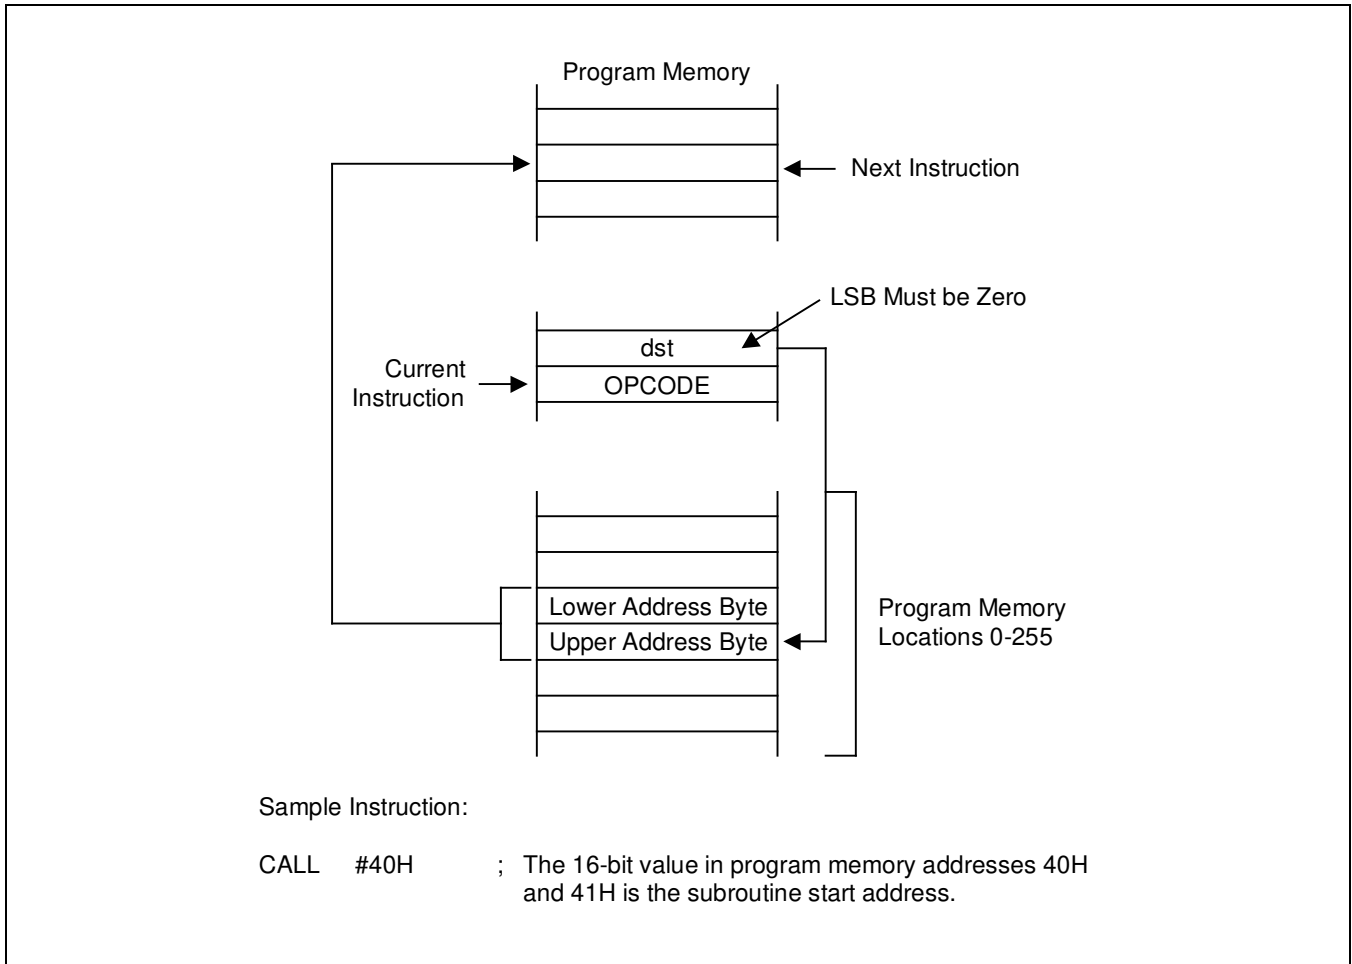 Program Memory
Next Instruction
LSB Must be Zero
dst
Current
Instruction
OPCODE
Lower Address Byte
Upper Address Byte
Program Memory
Locations 0-255
Sample Instruction:
CALL #40H ; The 16-bit value in program memory addresses 40H
and 41H is the subroutine start address.